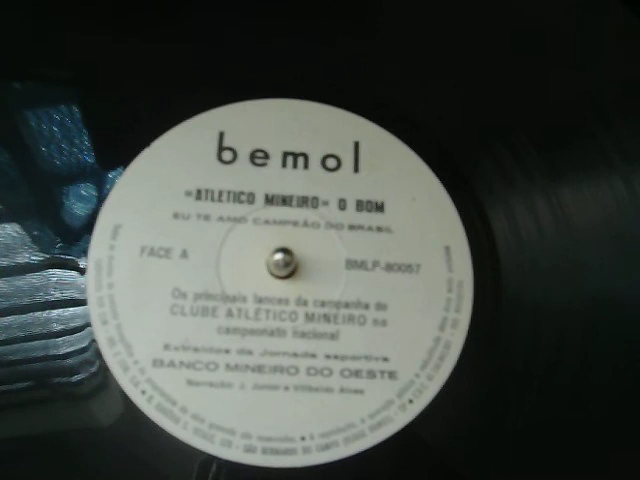 bemol
«ATLETICO MINEIRO» O BOM
EU TE AMO CAMPEÃO DO BRASIL
FACE A
BMLP-80057
Os principais lances da campanha do
CLUBE ATLÉTICO MINEIRO no
campeonato nacional
Extraidos da Jornada esportiva
BANCO MINEIRO DO OESTE
Narração: J. Junior e Vilibaldo Alves